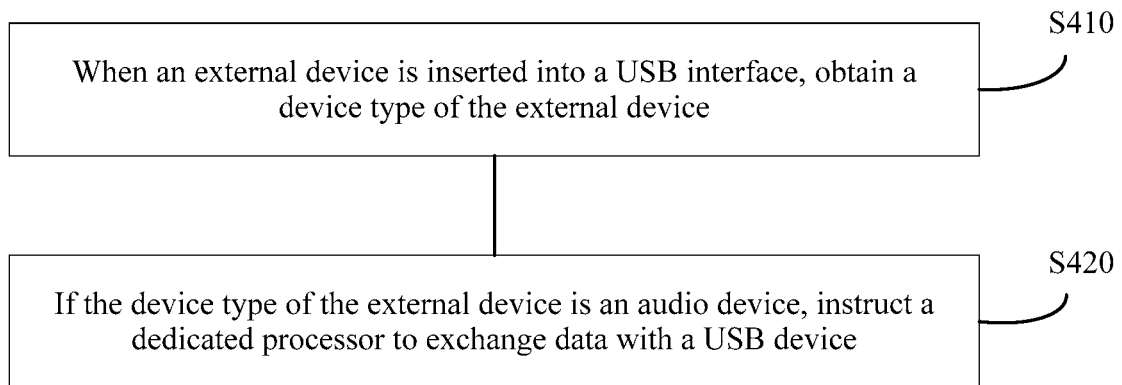 S410
When an external device is inserted into a USB interface, obtain a
device type of the external device
S420
If the device type of the external device is an audio device, instruct a
dedicated processor to exchange data with a USB device